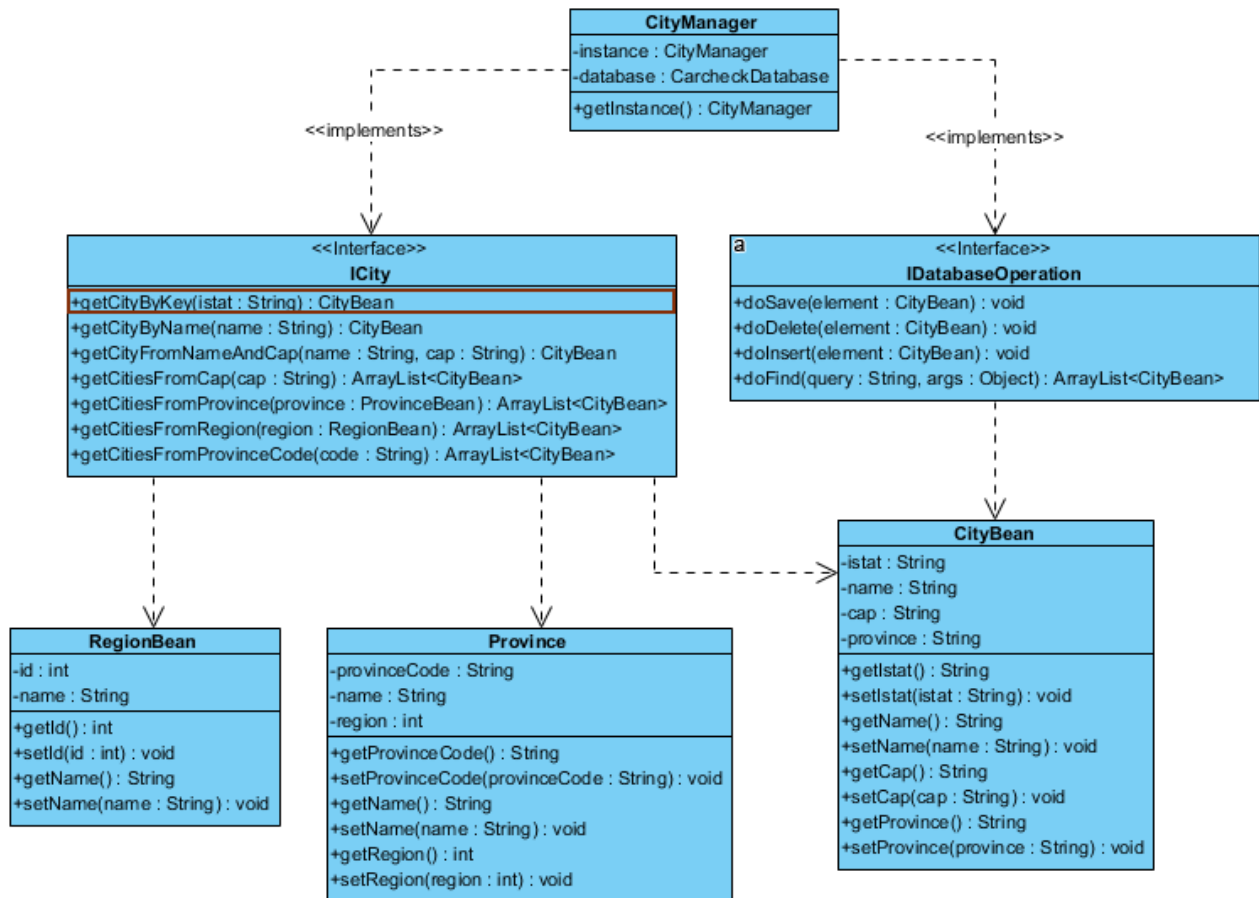 CityManager
-instance : CityManager
-database : CarcheckDatabase
+getInstance() : CityManager
<<implements>>
<<implements>>
<<Interface>>
ICity
+getCityByKey(istat : String) : CityBean
+getCityByName(name : String) : CityBean
+getCityFromNameAndCap(name : String, cap : String) : CityBean
+getCitiesFromCap(cap : String) : ArrayList<CityBean>
+getCitiesFromProvince(province : ProvinceBean) : ArrayList<CityBean>
+getCitiesFromRegion(region : RegionBean) : ArrayList<CityBean>
+getCitiesFromProvinceCode(code : String) : ArrayList<CityBean>
a
<<Interface>>
IDatabaseOperation
+doSave(element : CityBean) : void
+doDelete(element : CityBean) : void
+doInsert(element : CityBean) : void
+doFind(query : String, args : Object) : ArrayList<CityBean>
RegionBean
-id : int
-name : String
+getId() : int
+setId(id : int) : void
+getName() : String
+setName(name : String) : void
Province
-provinceCode : String
-name : String
-region : int
+getProvinceCode() : String
+setProvinceCode(provinceCode : String) : void
+getName() : String
+setName(name : String) : void
+getRegion() : int
+setRegion(region : int) : void
CityBean
-istat : String
-name : String
-cap : String
-province : String
+getIstat() : String
+setIstat(istat : String) : void
+getName() : String
+setName(name : String) : void
+getCap() : String
+setCap(cap : String) : void
+getProvince() : String
+setProvince(province : String) : void